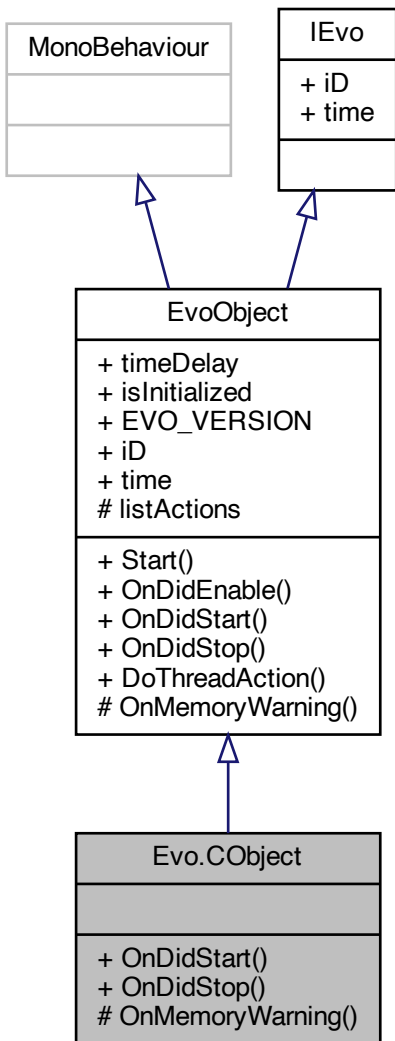 MonoBehaviour
IEvo
+ iD
+ time
EvoObject
+ timeDelay
+ isInitialized
+ EVO_VERSION
+ iD
+ time
# listActions
+ Start()
+ OnDidEnable()
+ OnDidStart()
+ OnDidStop()
+ DoThreadAction()
# OnMemoryWarning()
Evo.CObject
+ OnDidStart()
+ OnDidStop()
# OnMemoryWarning()